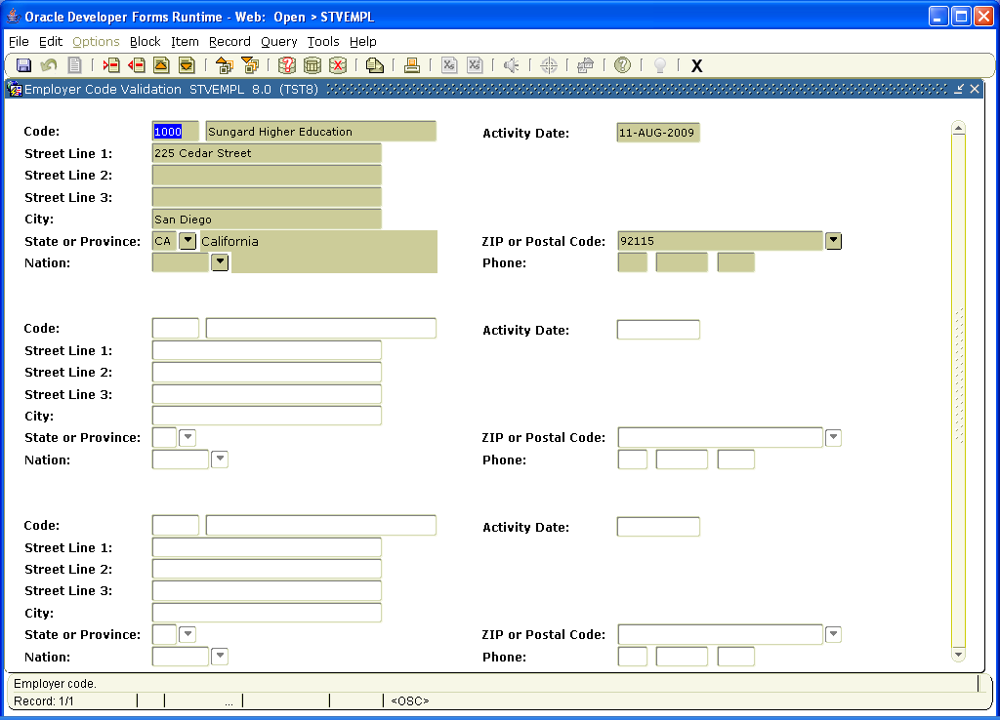 Oracle Developer Forms Runtime - Web: Open > STVEMPL
File Edit Options Block Item Record Query Tools Help
X
Employer Code Validation STVEMPL 8.0 (TST8)
Code: 1000 Sungard Higher Education Activity Date: 11-AUG-2009
Street Line 1: 225 Cedar Street
Street Line 2:
Street Line 3:
City: San Diego
State or Province: CA California ZIP or Postal Code: 92115
Nation: Phone:
Code: Activity Date:
Street Line 1:
Street Line 2:
Street Line 3:
City:
State or Province: ZIP or Postal Code:
Nation: Phone:
Code: Activity Date:
Street Line 1:
Street Line 2:
Street Line 3:
City:
State or Province: ZIP or Postal Code:
Nation: Phone:
Employer code.
Record: 1/1 ... <OSC>